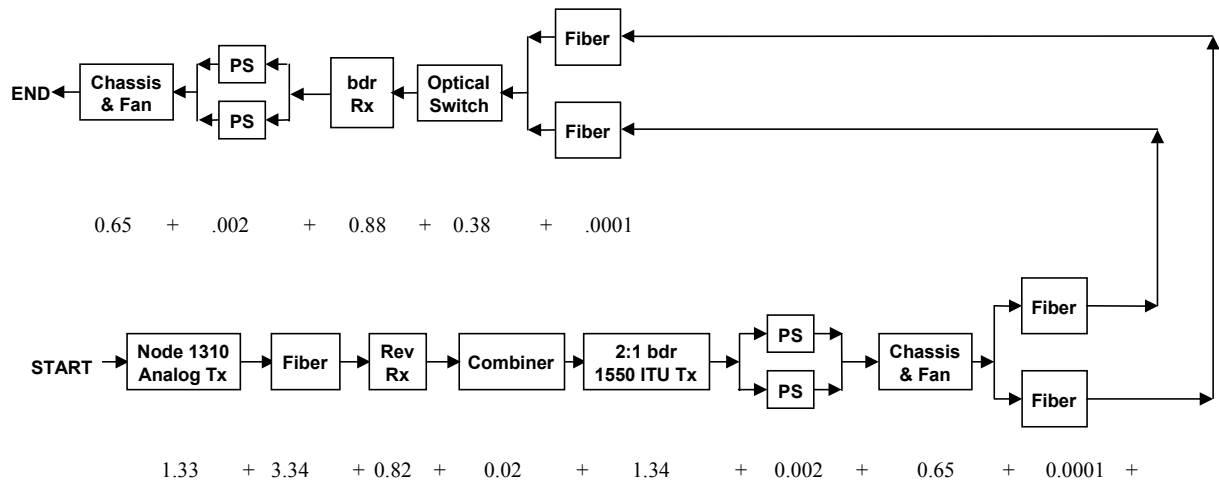 Fiber
PS
Chassis
& Fan
bdr
Rx
Optical
Switch
END
PS
Fiber
0.65 + .002 + 0.88 + 0.38 + .0001
Fiber
START
Node 1310
Analog Tx
Fiber
Rev
Rx
Combiner
2:1 bdr
1550 ITU Tx
PS
PS
Chassis
& Fan
Fiber
1.33 + 3.34 + 0.82 + 0.02 + 1.34 + 0.002 + 0.65 + 0.0001 +